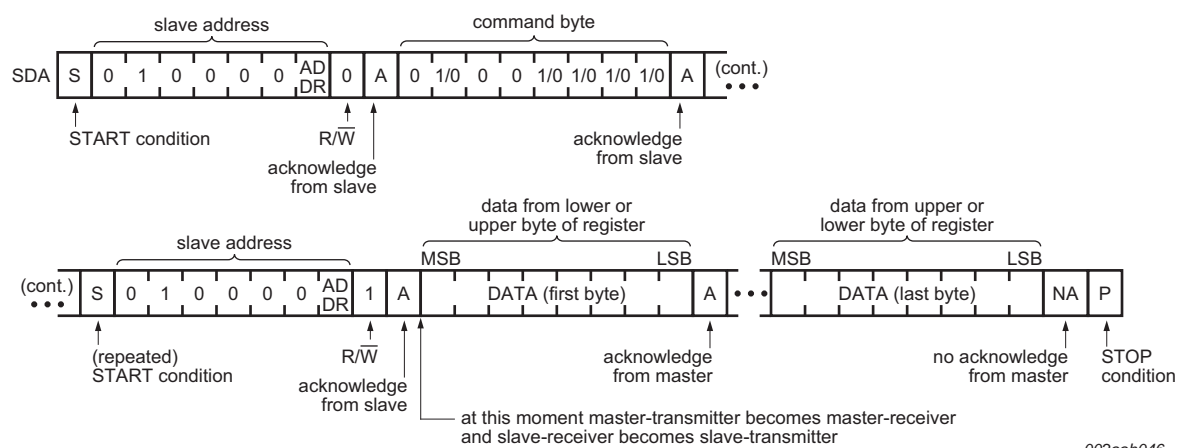 slave address
command byte
SDA S 0 1 0 0 0 0 AD DR 0 A 0 1/0 0 0 1/0 1/0 1/0 1/0 A (cont.)
START condition
R/W
acknowledge
from slave
acknowledge
from slave
data from lower or
upper byte of register
data from upper or
lower byte of register
slave address
MSB LSB MSB LSB
(cont.) S 0 1 0 0 0 0 AD DR 1 A DATA (first byte) A DATA (last byte) NA P
(repeated)
START condition
R/W
acknowledge
from slave
acknowledge
from master
no acknowledge
from master
STOP
condition
at this moment master-transmitter becomes master-receiver
and slave-receiver becomes slave-transmitter